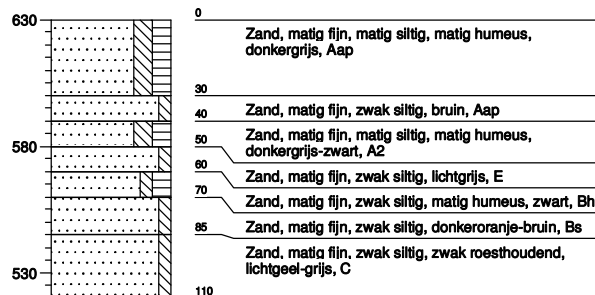 630
0
Zand, matig fijn, matig siltig, matig humeus,
donkergrijs, Aap
30
Zand, matig fijn, zwak siltig, bruin, Aap
40
Zand, matig fijn, matig siltig, matig humeus,
donkergrijs-zwart, A2
580
50
Zand, matig fijn, zwak siltig, lichtgrijs, E
60
Zand, matig fijn, zwak siltig, matig humeus, zwart, Bh
70
Zand, matig fijn, zwak siltig, donkeroranje-bruin, Bs
85
Zand, matig fijn, zwak siltig, zwak roesthoudend,
lichtgeel-grijs, C
530
110